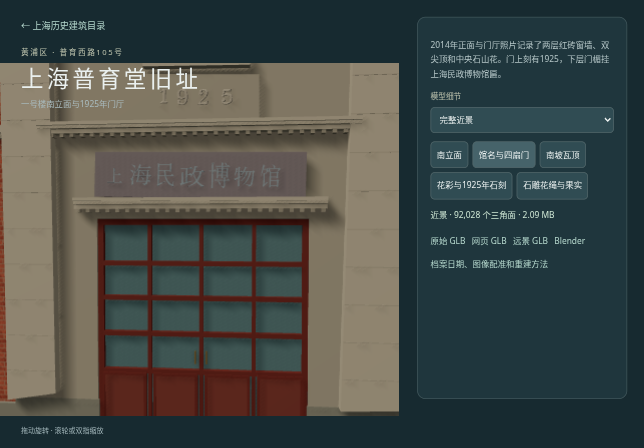 ← 上海历史建筑目录
黄浦区 · 普育西路105号
上海普育堂旧址
一号楼南立面与1925年门厅
1925
上海民政博物馆
拖动旋转 · 滚轮或双指缩放
2014年正面与门厅照片记录了两层红砖窗墙、双
尖顶和中央石山花。门上刻有1925，下层门楣挂
上海民政博物馆匾。
模型细节
完整近景
南立面
馆名与四扇门
南坡瓦顶
花彩与1925年石刻
石雕花绳与果实
近景 · 92,028 个三角面 · 2.09 MB
原始 GLB 网页 GLB 远景 GLB Blender
档案日期、图像配准和重建方法